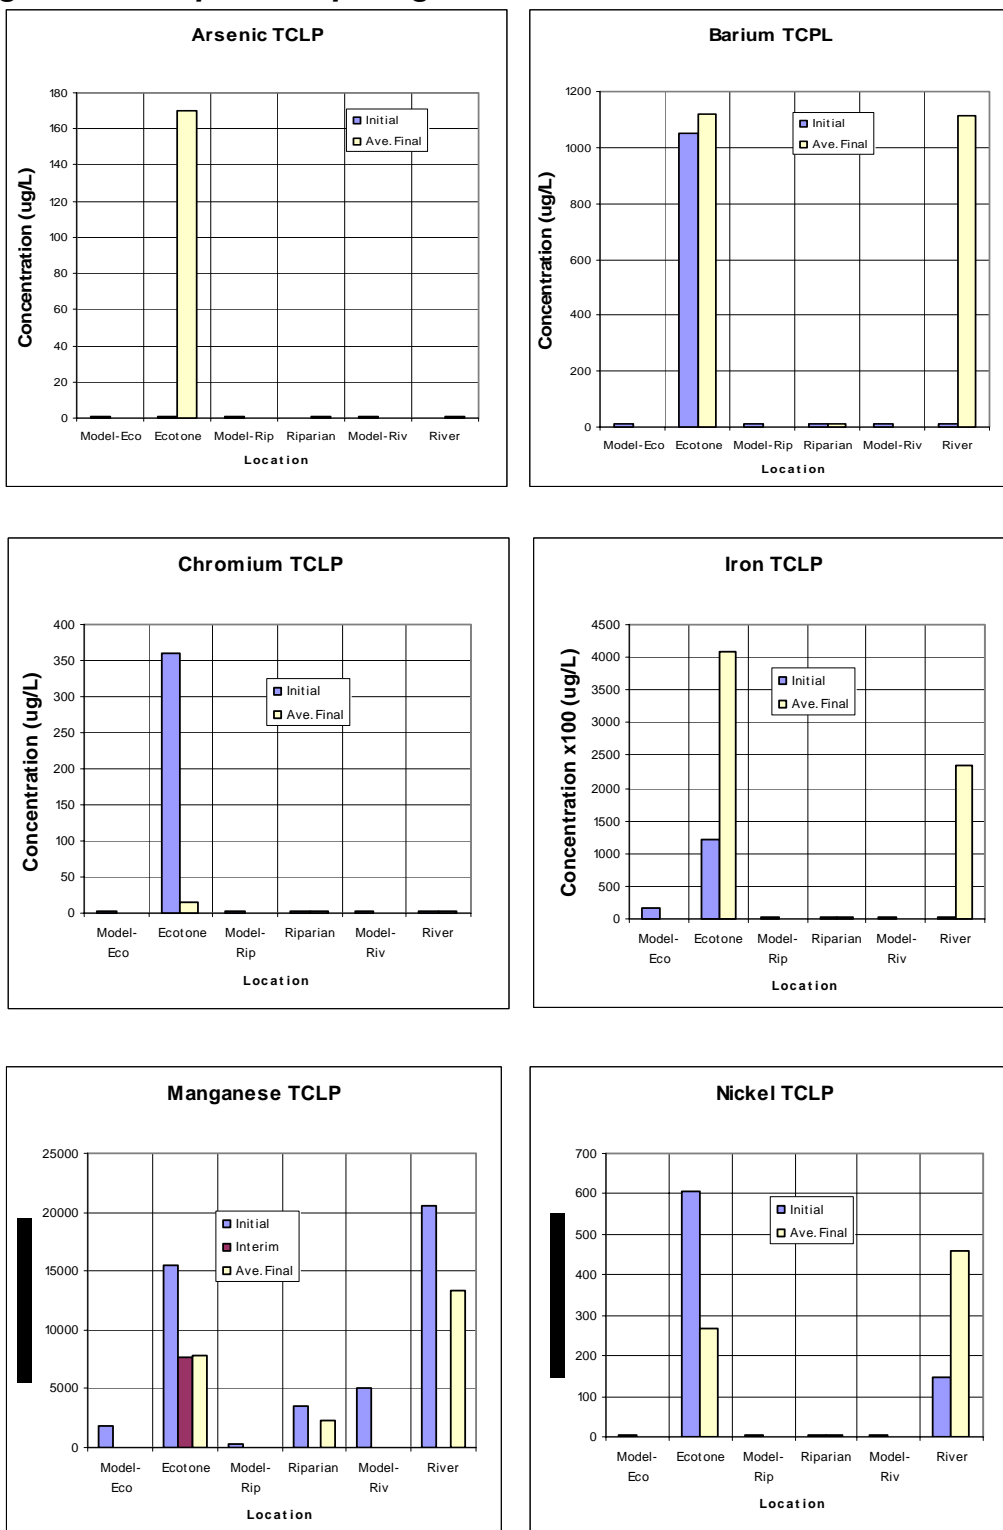 Arsenic TCLP
180
160
140
120
100
80
60
40
20
0
Concentration (ug/L)
Initial
Ave. Final
Model-Eco Ecotone Model-Rip Riparian Model-Riv River
Location
Barium TCPL
1200
1000
800
600
400
200
0
Concentration (ug/L)
Initial
Ave. Final
Model-Eco Ecotone Model-Rip Riparian Model-Riv River
Location
Chromium TCLP
400
350
300
250
200
150
100
50
0
Concentration (ug/L)
Initial
Ave. Final
Model- Ecotone Model- Riparian Model- River
Eco Rip Riv
Location
Iron TCLP
4500
4000
3500
3000
2500
2000
1500
1000
500
0
Concentration x100 (ug/L)
Initial
Ave. Final
Model- Ecotone Model- Riparian Model- River
Eco Rip Riv
Location
Manganese TCLP
25000
20000
15000
10000
5000
0
Initial
Interim
Ave. Final
Model- Ecotone Model- Riparian Model- River
Eco Rip Riv
Location
Nickel TCLP
700
600
500
400
300
200
100
0
Initial
Ave. Final
Model- Ecotone Model- Riparian Model- River
Eco Rip Riv
Location